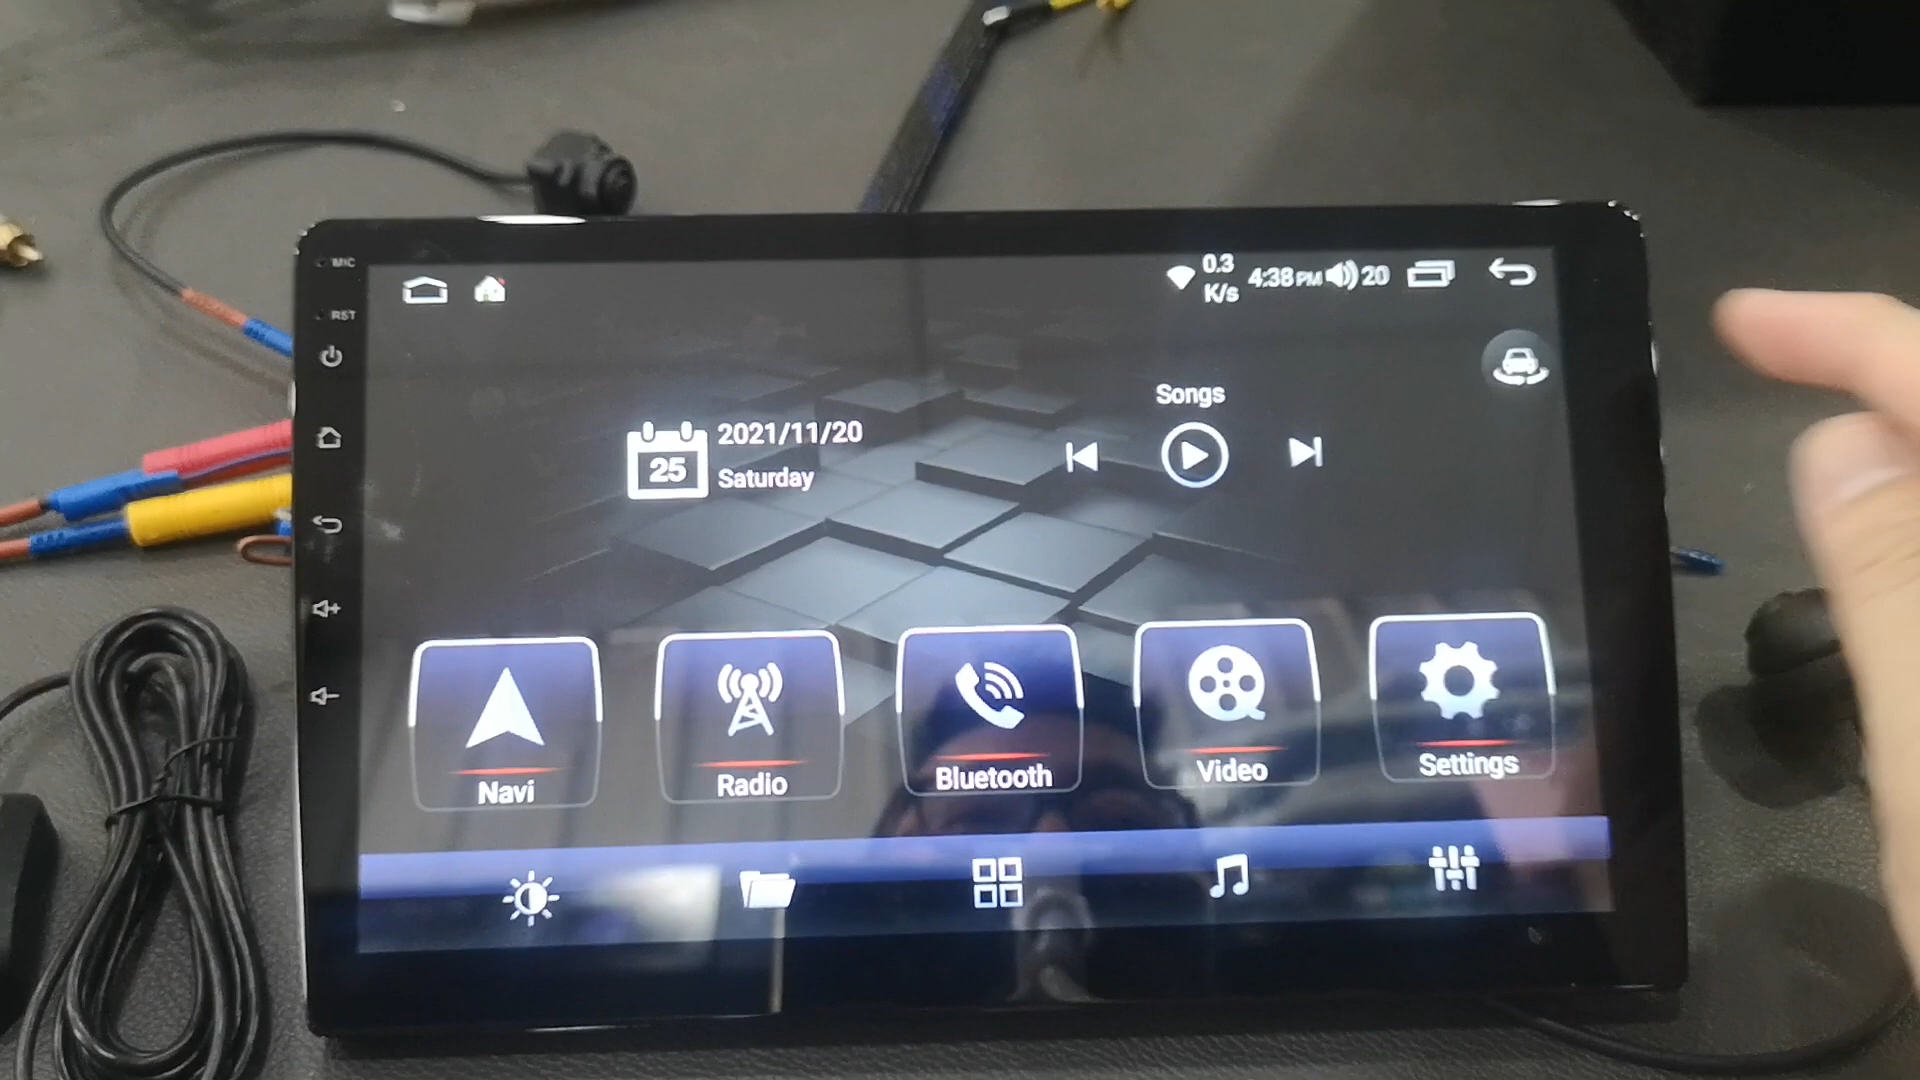 MIC
RST
0.3
K/s
4:38 PM
20
Songs
2021/11/20
25
Saturday
Navi
Radio
Bluetooth
Video
Settings